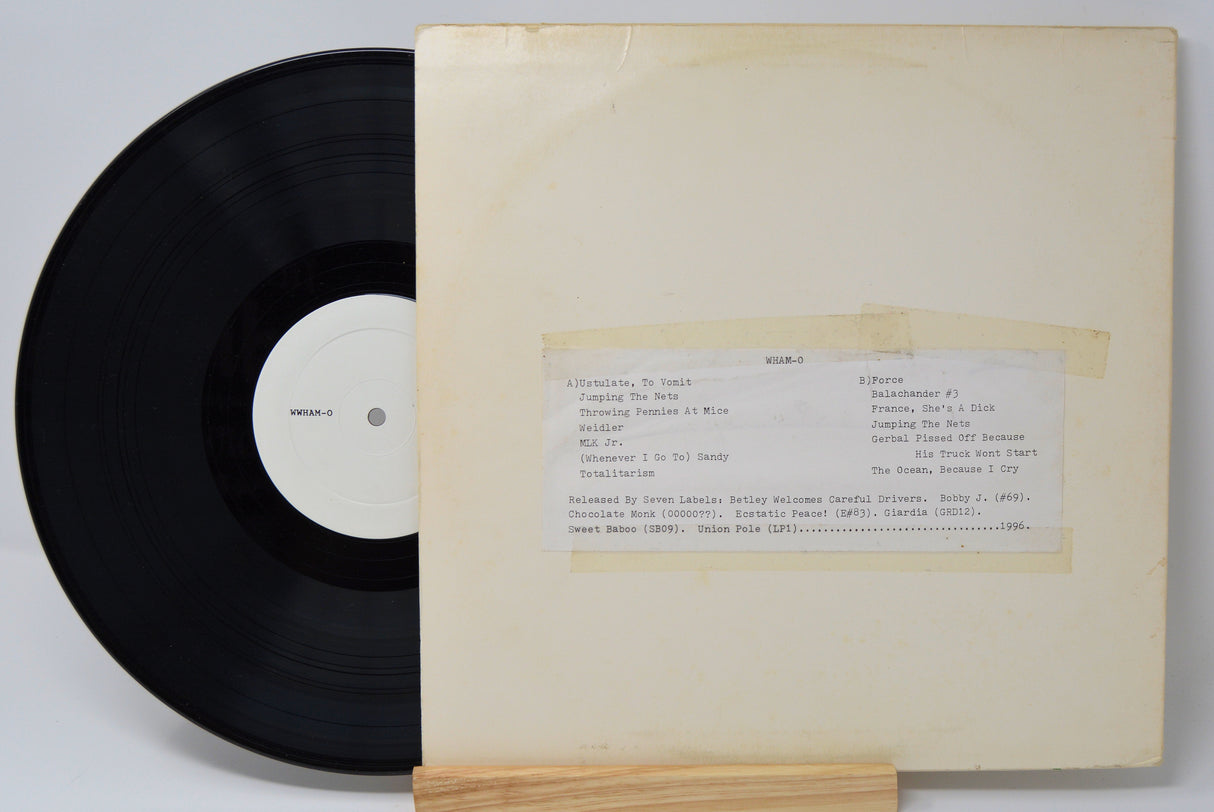 WWHAM-O
WHAM-O
A)Ustulate, To Vomit
Jumping The Nets
Throwing Pennies At Mice
Weidler
MLK Jr.
(Whenever I Go To) Sandy
Totalitarism
B)Force
Balachander #3
France, She's A Dick
Jumping The Nets
Gerbal Pissed Off Because
His Truck Wont Start
The Ocean, Because I Cry
Released By Seven Labels: Betley Welcomes Careful Drivers. Bobby J. (#69).
Chocolate Monk (00000??). Ecstatic Peace! (E#83). Giardia (GRD12).
Sweet Baboo (SB09). Union Pole (LP1).................................1996.